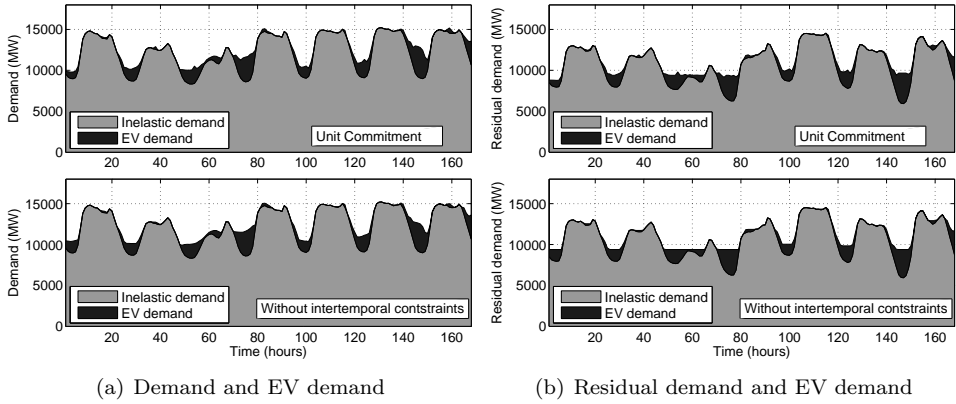 Demand (MW)
15000
10000
5000
0
Inelastic demand
EV demand
Unit Commitment
20 40 60 80 100 120 140 160
Residual demand (MW)
15000
10000
5000
0
Inelastic demand
EV demand
Unit Commitment
20 40 60 80 100 120 140 160
Demand (MW)
15000
10000
5000
0
Inelastic demand
EV demand
Without intertemporal contstraints
20 40 60 80 100 120 140 160
Time (hours)
Residual demand (MW)
15000
10000
5000
0
Inelastic demand
EV demand
Without intertemporal contstraints
20 40 60 80 100 120 140 160
Time (hours)
(a) Demand and EV demand
(b) Residual demand and EV demand